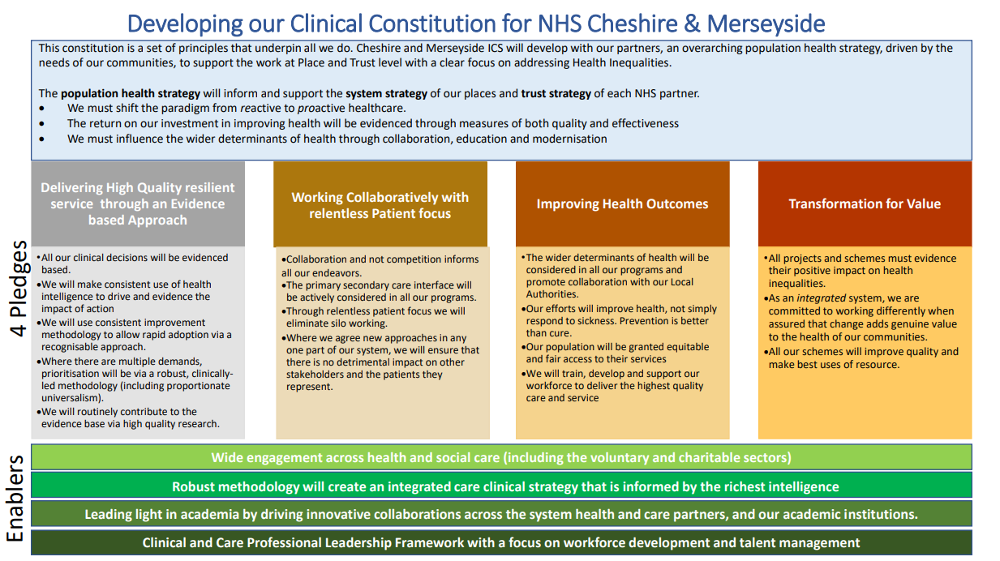 Developing our Clinical Constitution for NHS Cheshire & Merseyside
This constitution is a set of principles that underpin all we do. Cheshire and Merseyside ICS will develop with our partners, an overarching population health strategy, driven by the
needs of our communities, to support the work at Place and Trust level with a clear focus on addressing Health Inequalities.
The population health strategy will inform and support the system strategy of our places and trust strategy of each NHS partner.
• We must shift the paradigm from reactive to proactive healthcare.
• The return on our investment in improving health will be evidenced through measures of both quality and effectiveness
• We must influence the wider determinants of health through collaboration, education and modernisation
4 Pledges
Delivering High Quality resilient
service through an Evidence
based Approach
•All our clinical decisions will be evidenced
based.
•We will make consistent use of health
intelligence to drive and evidence the
impact of action
•We will use consistent improvement
methodology to allow rapid adoption via a
recognisable approach.
•Where there are multiple demands,
prioritisation will be via a robust, clinically-
led methodology (including proportionate
universalism).
•We will routinely contribute to the
evidence base via high quality research.
Working Collaboratively with
relentless Patient focus
•Collaboration and not competition informs
all our endeavors.
•The primary secondary care interface will
be actively considered in all our programs.
•Through relentless patient focus we will
eliminate silo working.
•Where we agree new approaches in any
one part of our system, we will ensure that
there is no detrimental impact on other
stakeholders and the patients they
represent.
Improving Health Outcomes
•The wider determinants of health will be
considered in all our programs and
promote collaboration with our Local
Authorities.
•Our efforts will improve health, not simply
respond to sickness. Prevention is better
than cure.
•Our population will be granted equitable
and fair access to their services
•We will train, develop and support our
workforce to deliver the highest quality
care and service
Transformation for Value
•All projects and schemes must evidence
their positive impact on health
inequalities.
•As an integrated system, we are
committed to working differently when
assured that change adds genuine value
to the health of our communities.
•All our schemes will improve quality and
make best uses of resource.
Enablers
Wide engagement across health and social care (including the voluntary and charitable sectors)
Robust methodology will create an integrated care clinical strategy that is informed by the richest intelligence
Leading light in academia by driving innovative collaborations across the system health and care partners, and our academic institutions.
Clinical and Care Professional Leadership Framework with a focus on workforce development and talent management